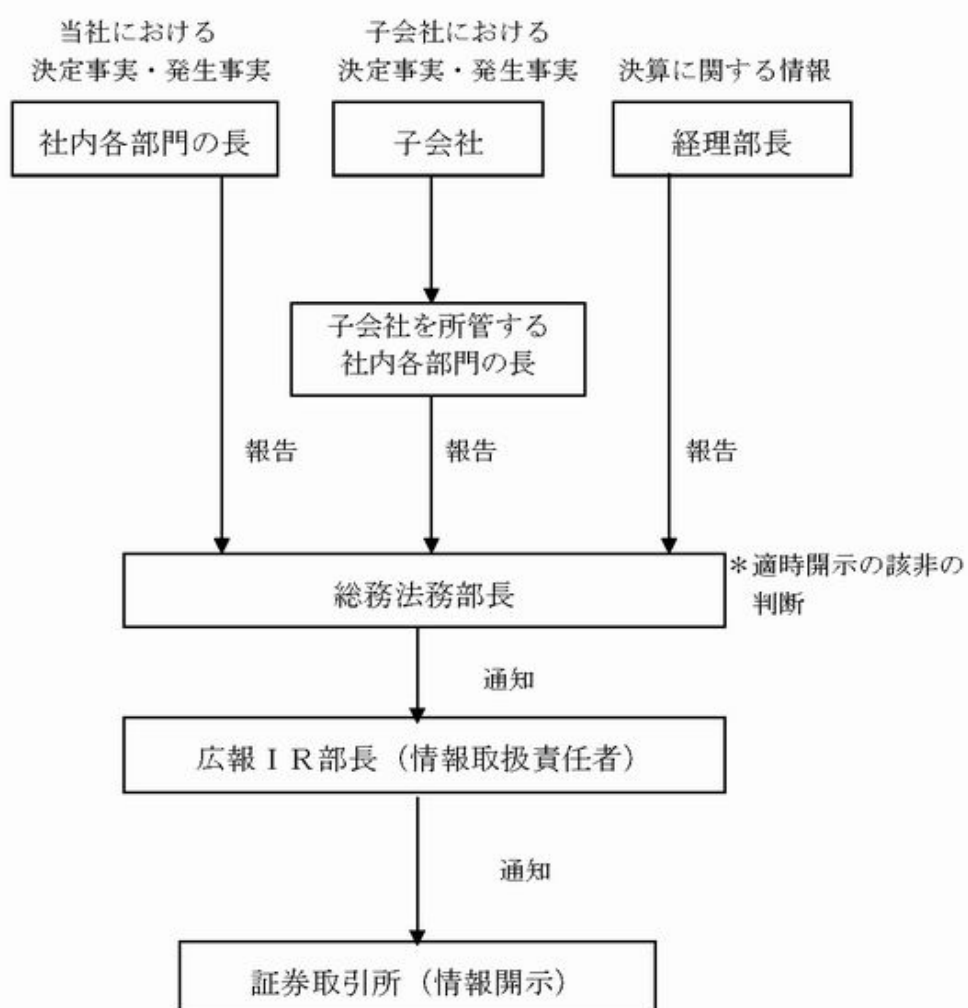 当社における
決定事実・発生事実
子会社における
決定事実・発生事実
決算に関する情報
社内各部門の長
子会社
経理部長
子会社を所管する
社内各部門の長
報告
報告
報告
総務法務部長
＊適時開示の該非の
判断
通知
広報ＩＲ部長（情報取扱責任者）
通知
証券取引所（情報開示）